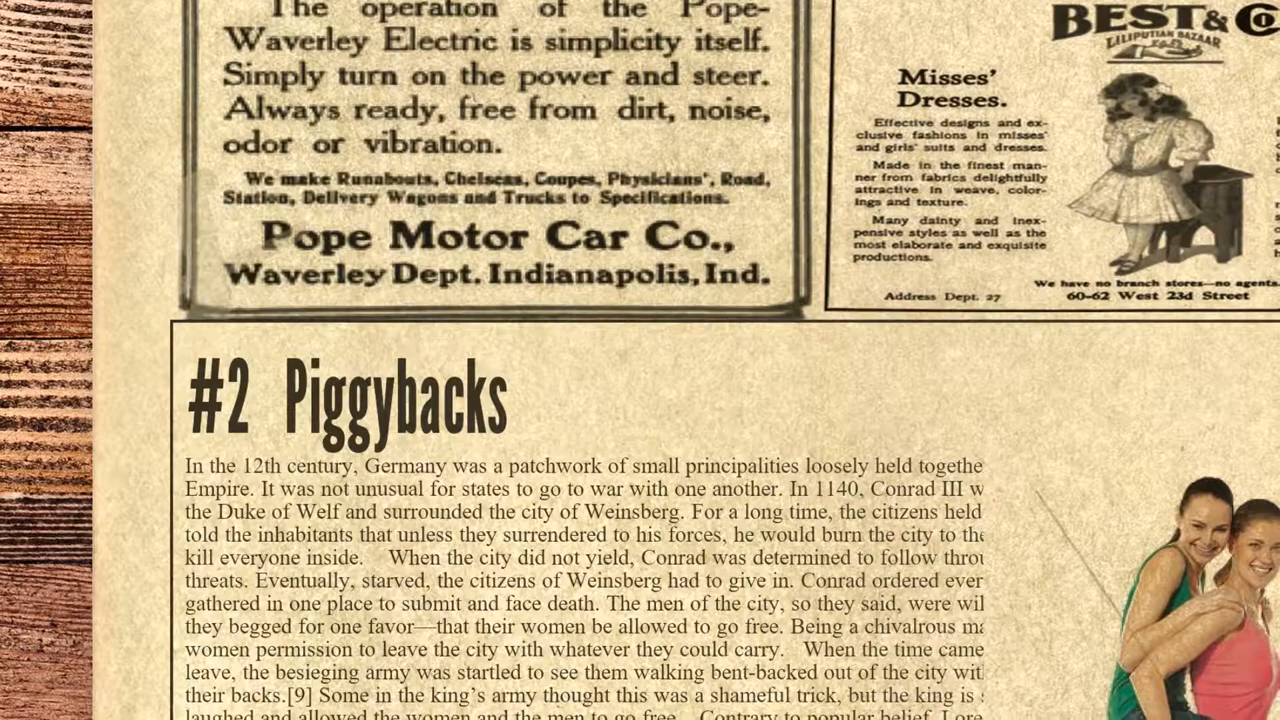 The operation of the Pope-
Waverley Electric is simplicity itself.
Simply turn on the power and steer.
Always ready, free from dirt, noise,
odor or vibration.
We make Runabouts, Chelseas, Coupes, Physicians', Road,
Station, Delivery Wagons and Trucks to Specifications.
Pope Motor Car Co.,
Waverley Dept. Indianapolis, Ind.
BEST & Co
LILIPUTIAN BAZAAR
Misses'
Dresses.
Effective designs and ex-
clusive fashions in misses'
and girls' suits and dresses.
Made in the finest man-
ner from fabrics delightfully
attractive in weave, color-
ings and texture.
Many dainty and inex-
pensive styles as well as the
most elaborate and exquisite
productions.
We have no branch stores—no agents.
Address Dept. 27
60-62 West 23d Street
#2 Piggybacks
In the 12th century, Germany was a patchwork of small principalities loosely held togethe
Empire. It was not unusual for states to go to war with one another. In 1140, Conrad III w
the Duke of Welf and surrounded the city of Weinsberg. For a long time, the citizens held
told the inhabitants that unless they surrendered to his forces, he would burn the city to the
kill everyone inside. When the city did not yield, Conrad was determined to follow throu
threats. Eventually, starved, the citizens of Weinsberg had to give in. Conrad ordered ever
gathered in one place to submit and face death. The men of the city, so they said, were wil
they begged for one favor—that their women be allowed to go free. Being a chivalrous ma
women permission to leave the city with whatever they could carry. When the time came
leave, the besieging army was startled to see them walking bent-backed out of the city wit
their backs.[9] Some in the king's army thought this was a shameful trick, but the king is
laughed and allowed the women and the men to go free. Contrary to popular belief, Lore